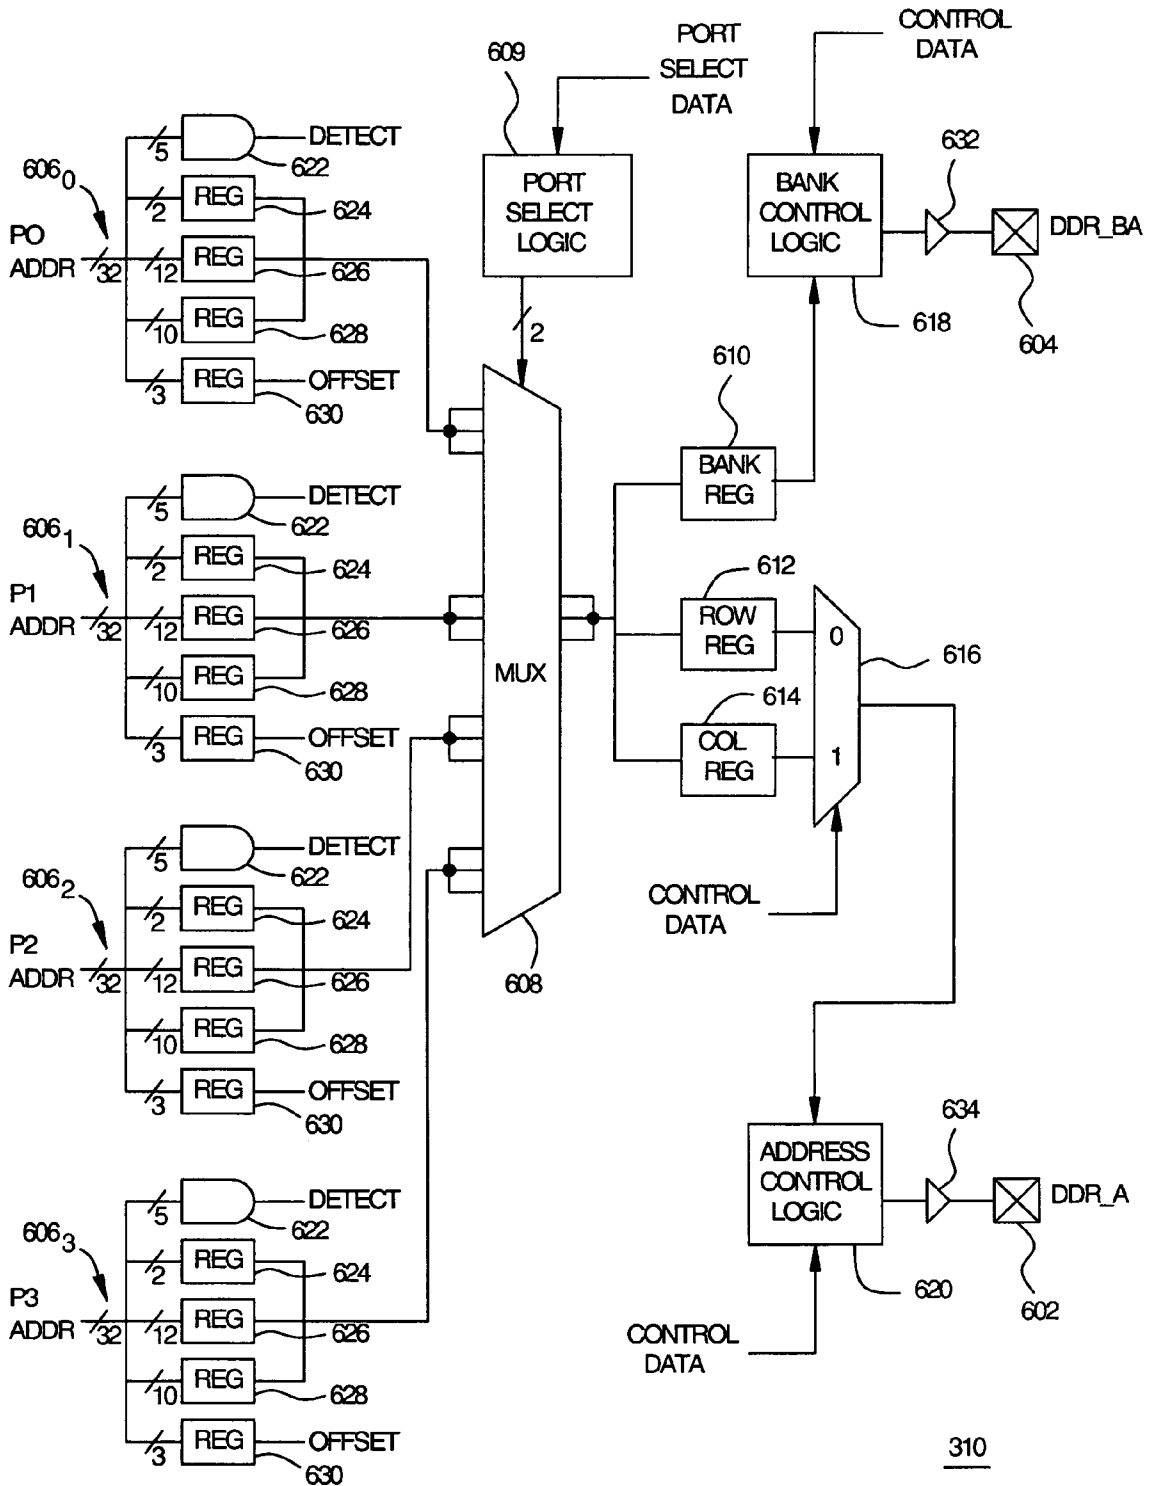 CONTROL
DATA
PORT
SELECT
DATA
609
632
PORT
SELECT
LOGIC
BANK
CONTROL
LOGIC
DDR_BA
618
604
2
606₀
P0
ADDR
32
5
DETECT
622
2
REG
624
12
REG
626
10
REG
628
3
REG
OFFSET
630
606₁
P1
ADDR
32
5
DETECT
622
2
REG
624
12
REG
626
10
REG
628
3
REG
OFFSET
630
606₂
P2
ADDR
32
5
DETECT
622
2
REG
624
12
REG
626
10
REG
628
3
REG
OFFSET
630
606₃
P3
ADDR
32
5
DETECT
622
2
REG
624
12
REG
626
10
REG
628
3
REG
OFFSET
630
MUX
608
610
BANK
REG
612
ROW
REG
614
COL
REG
0
1
616
CONTROL
DATA
634
ADDRESS
CONTROL
LOGIC
DDR_A
620
602
CONTROL
DATA
310